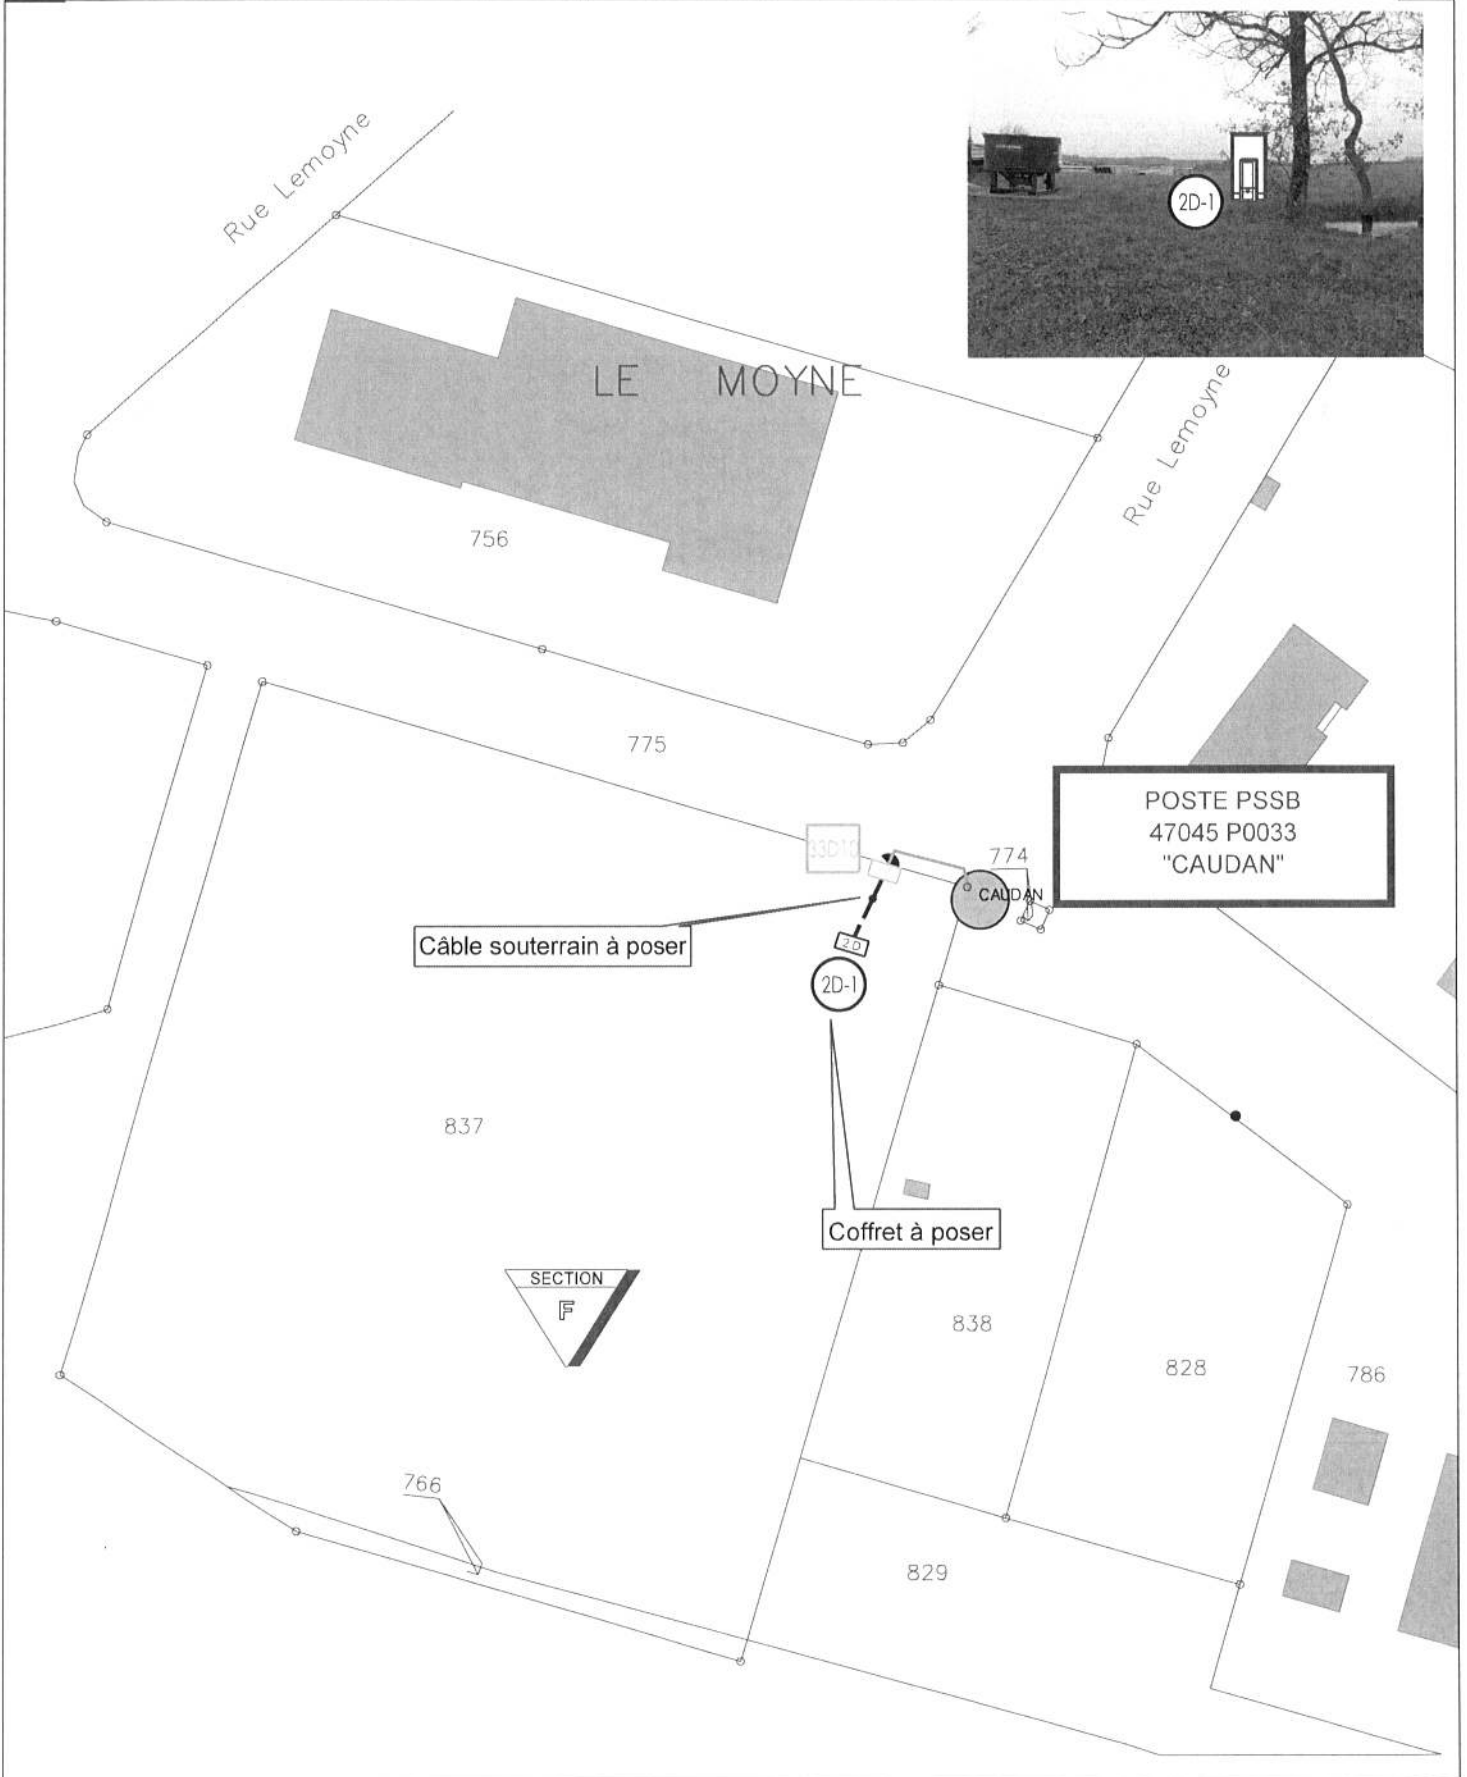 2D-1
Rue Lemoyne
LE MOYNE
Rue Lemoyne
756
775
POSTE PSSB
47045 P0033
"CAUDAN"
774
CAUDAN
Câble souterrain à poser
2D
2D-1
837
Coffret à poser
SECTION
F
838
828
786
766
829